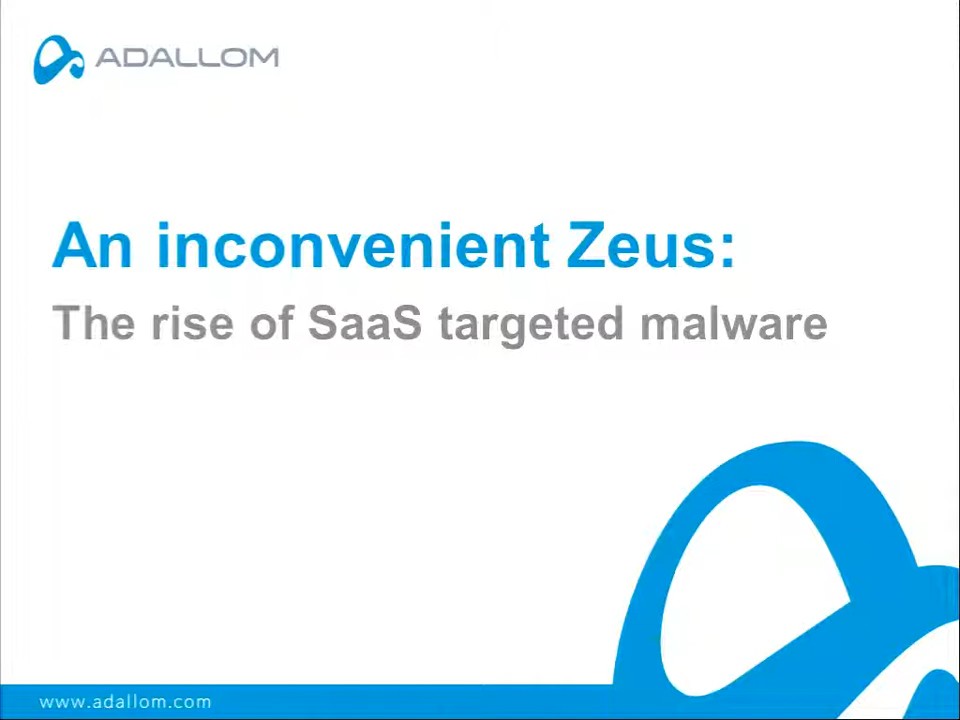 ADALLOM
An inconvenient Zeus:
The rise of SaaS targeted malware
www.adallom.com